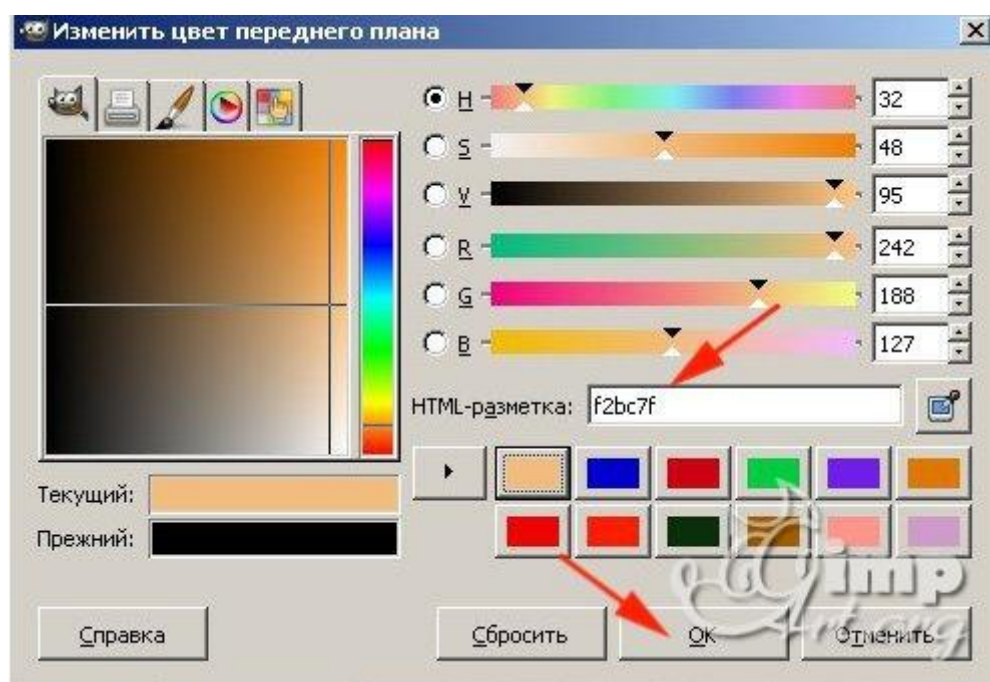 Изменить цвет переднего плана
H 32
S 48
V 95
R 242
G 188
B 127
HTML-разметка: f2bc7f
Текущий:
Прежний:
Справка Сбросить OK Отменить
Gimp
Art.org